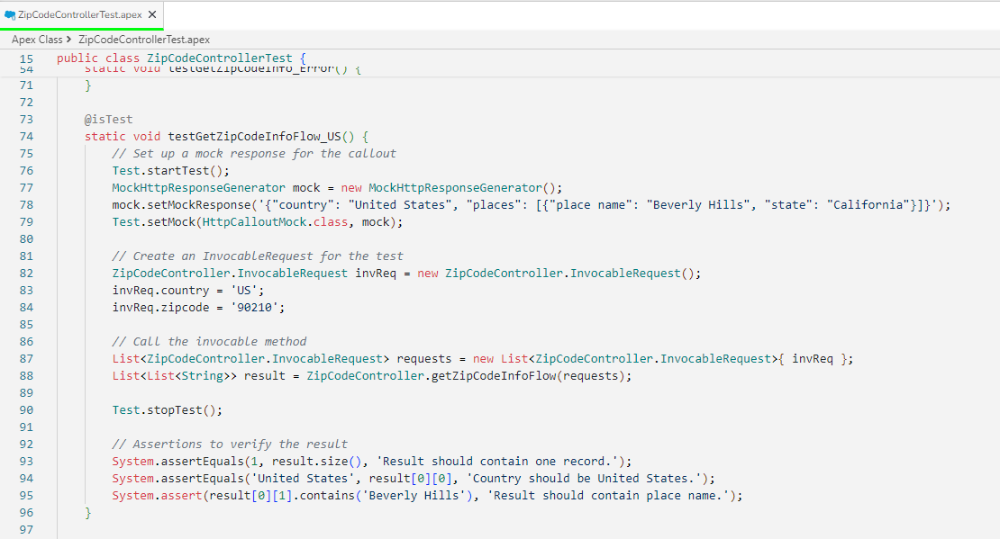 ZipCodeControllerTest.apex
Apex Class > ZipCodeControllerTest.apex
15 public class ZipCodeControllerTest {
54 static void testGetZipCodeInfo_Error() {
71 }
72
73 @isTest
74 static void testGetZipCodeInfoFlow_US() {
75 // Set up a mock response for the callout
76 Test.startTest();
77 MockHttpResponseGenerator mock = new MockHttpResponseGenerator();
78 mock.setMockResponse('{"country": "United States", "places": [{"place name": "Beverly Hills", "state": "California"}]}');
79 Test.setMock(HttpCalloutMock.class, mock);
80
81 // Create an InvocableRequest for the test
82 ZipCodeController.InvocableRequest invReq = new ZipCodeController.InvocableRequest();
83 invReq.country = 'US';
84 invReq.zipcode = '90210';
85
86 // Call the invocable method
87 List<ZipCodeController.InvocableRequest> requests = new List<ZipCodeController.InvocableRequest>{ invReq };
88 List<List<String>> result = ZipCodeController.getZipCodeInfoFlow(requests);
89
90 Test.stopTest();
91
92 // Assertions to verify the result
93 System.assertEquals(1, result.size(), 'Result should contain one record.');
94 System.assertEquals('United States', result[0][0], 'Country should be United States.');
95 System.assert(result[0][1].contains('Beverly Hills'), 'Result should contain place name.');
96 }
97